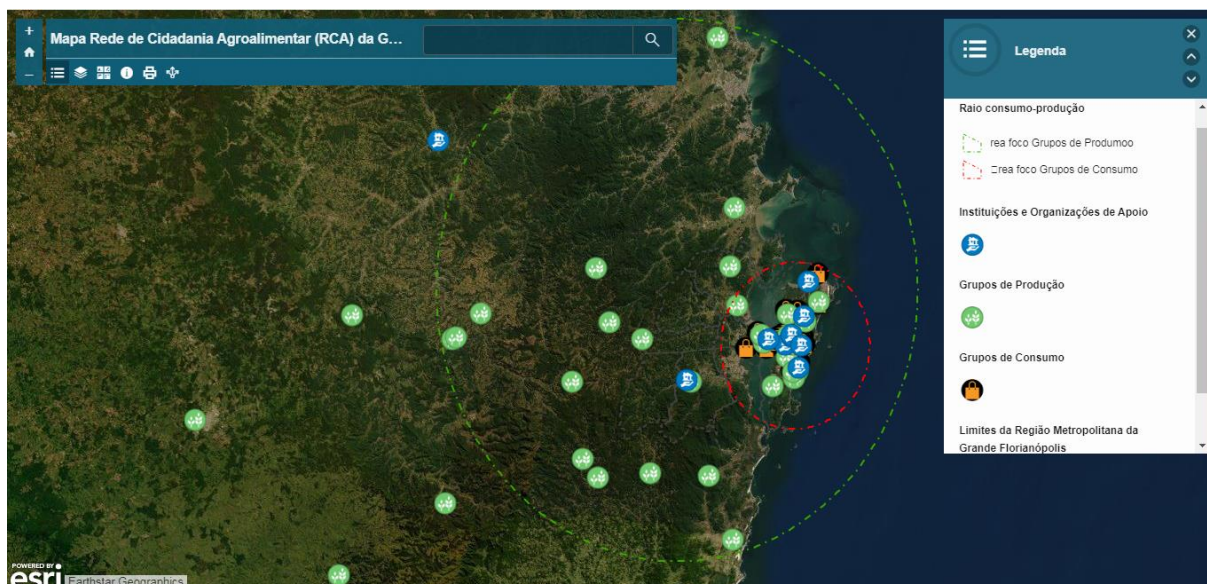 Mapa Rede de Cidadania Agroalimentar (RCA) da G...
Legenda
Raio consumo-produção
rea foco Grupos de Produmoo
rea foco Grupos de Consumo
Instituições e Organizações de Apoio
Grupos de Produção
Grupos de Consumo
Limites da Região Metropolitana da
Grande Florianópolis
POWERED BY
esri
Earthstar Geographics